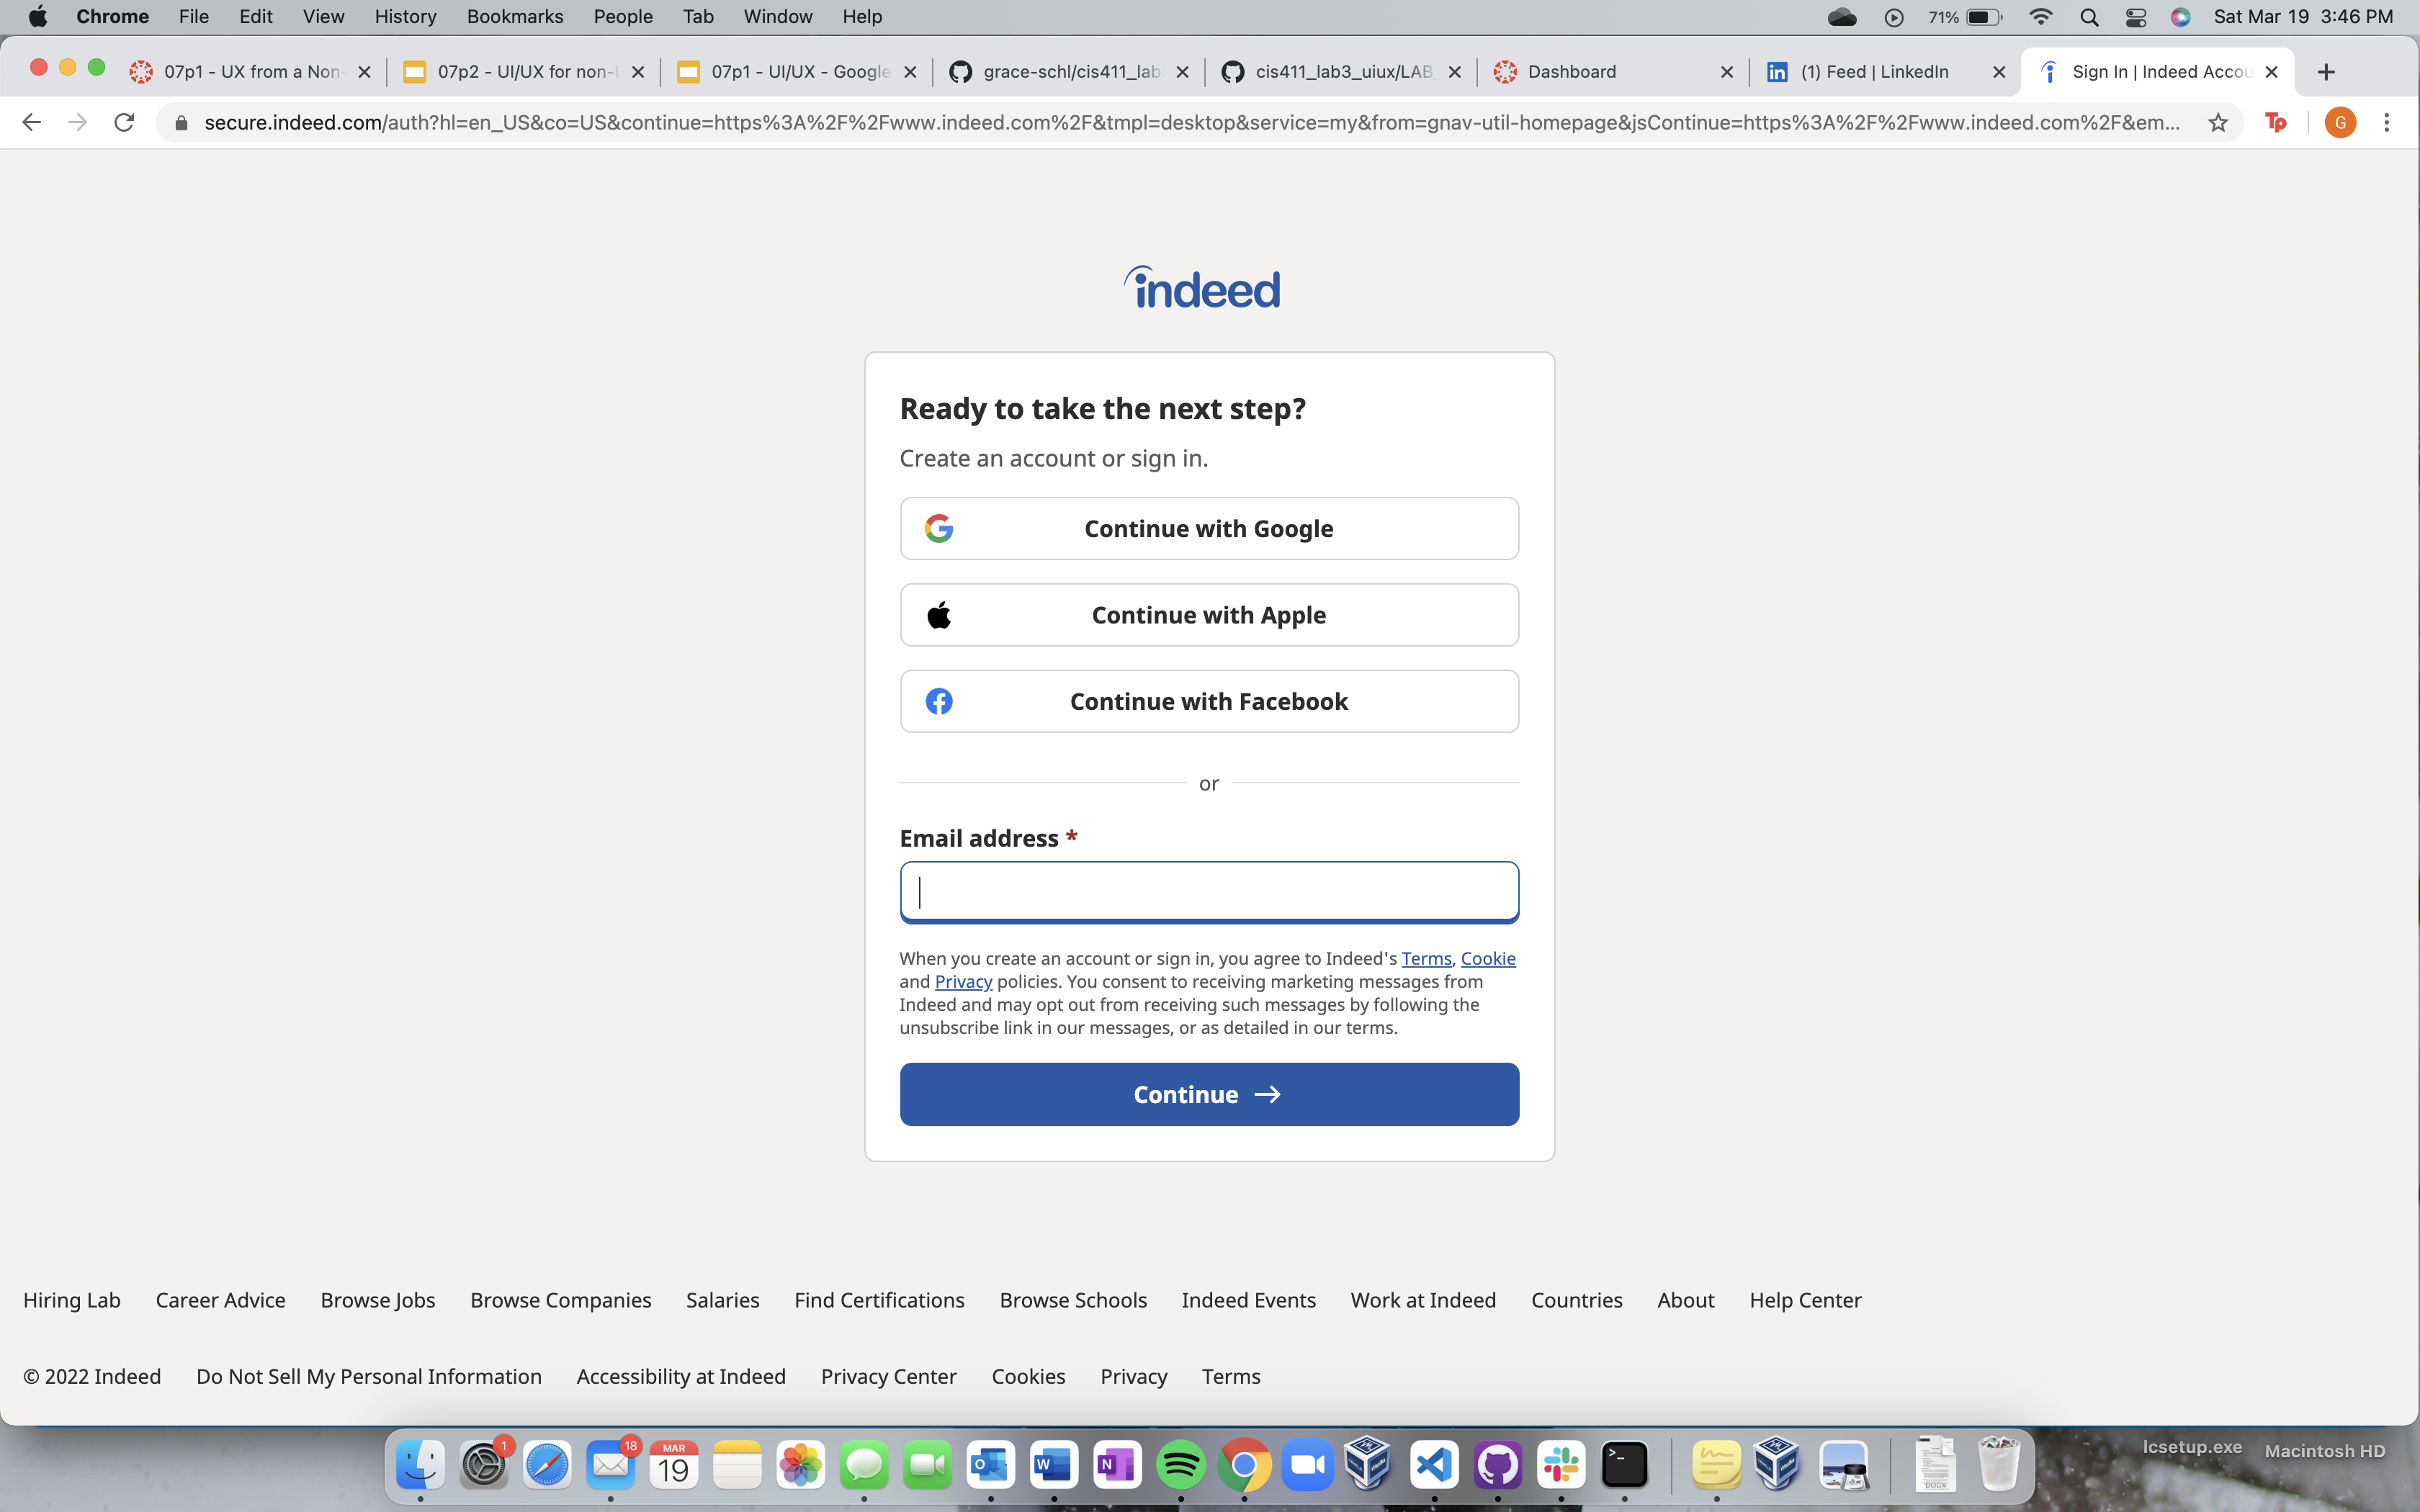 Chrome File Edit View History Bookmarks People Tab Window Help 71% Sat Mar 19 3:46 PM
07p1 - UX from a Non- 07p2 - UI/UX for non- 07p1 - UI/UX - Google grace-schl/cis411_lab cis411_lab3_uiux/LAB Dashboard (1) Feed | LinkedIn Sign In | Indeed Accou
secure.indeed.com/auth?hl=en_US&co=US&continue=https%3A%2F%2Fwww.indeed.com%2F&tmpl=desktop&service=my&from=gnav-util-homepage&jsContinue=https%3A%2F%2Fwww.indeed.com%2F&em... Tp G
indeed
Ready to take the next step?
Create an account or sign in.
Continue with Google
Continue with Apple
Continue with Facebook
or
Email address *
When you create an account or sign in, you agree to Indeed's Terms, Cookie
and Privacy policies. You consent to receiving marketing messages from
Indeed and may opt out from receiving such messages by following the
unsubscribe link in our messages, or as detailed in our terms.
Continue →
Hiring Lab Career Advice Browse Jobs Browse Companies Salaries Find Certifications Browse Schools Indeed Events Work at Indeed Countries About Help Center
© 2022 Indeed Do Not Sell My Personal Information Accessibility at Indeed Privacy Center Cookies Privacy Terms
1 18 MAR 19 O W N >_ DOCX
Icsetup.exe Macintosh HD